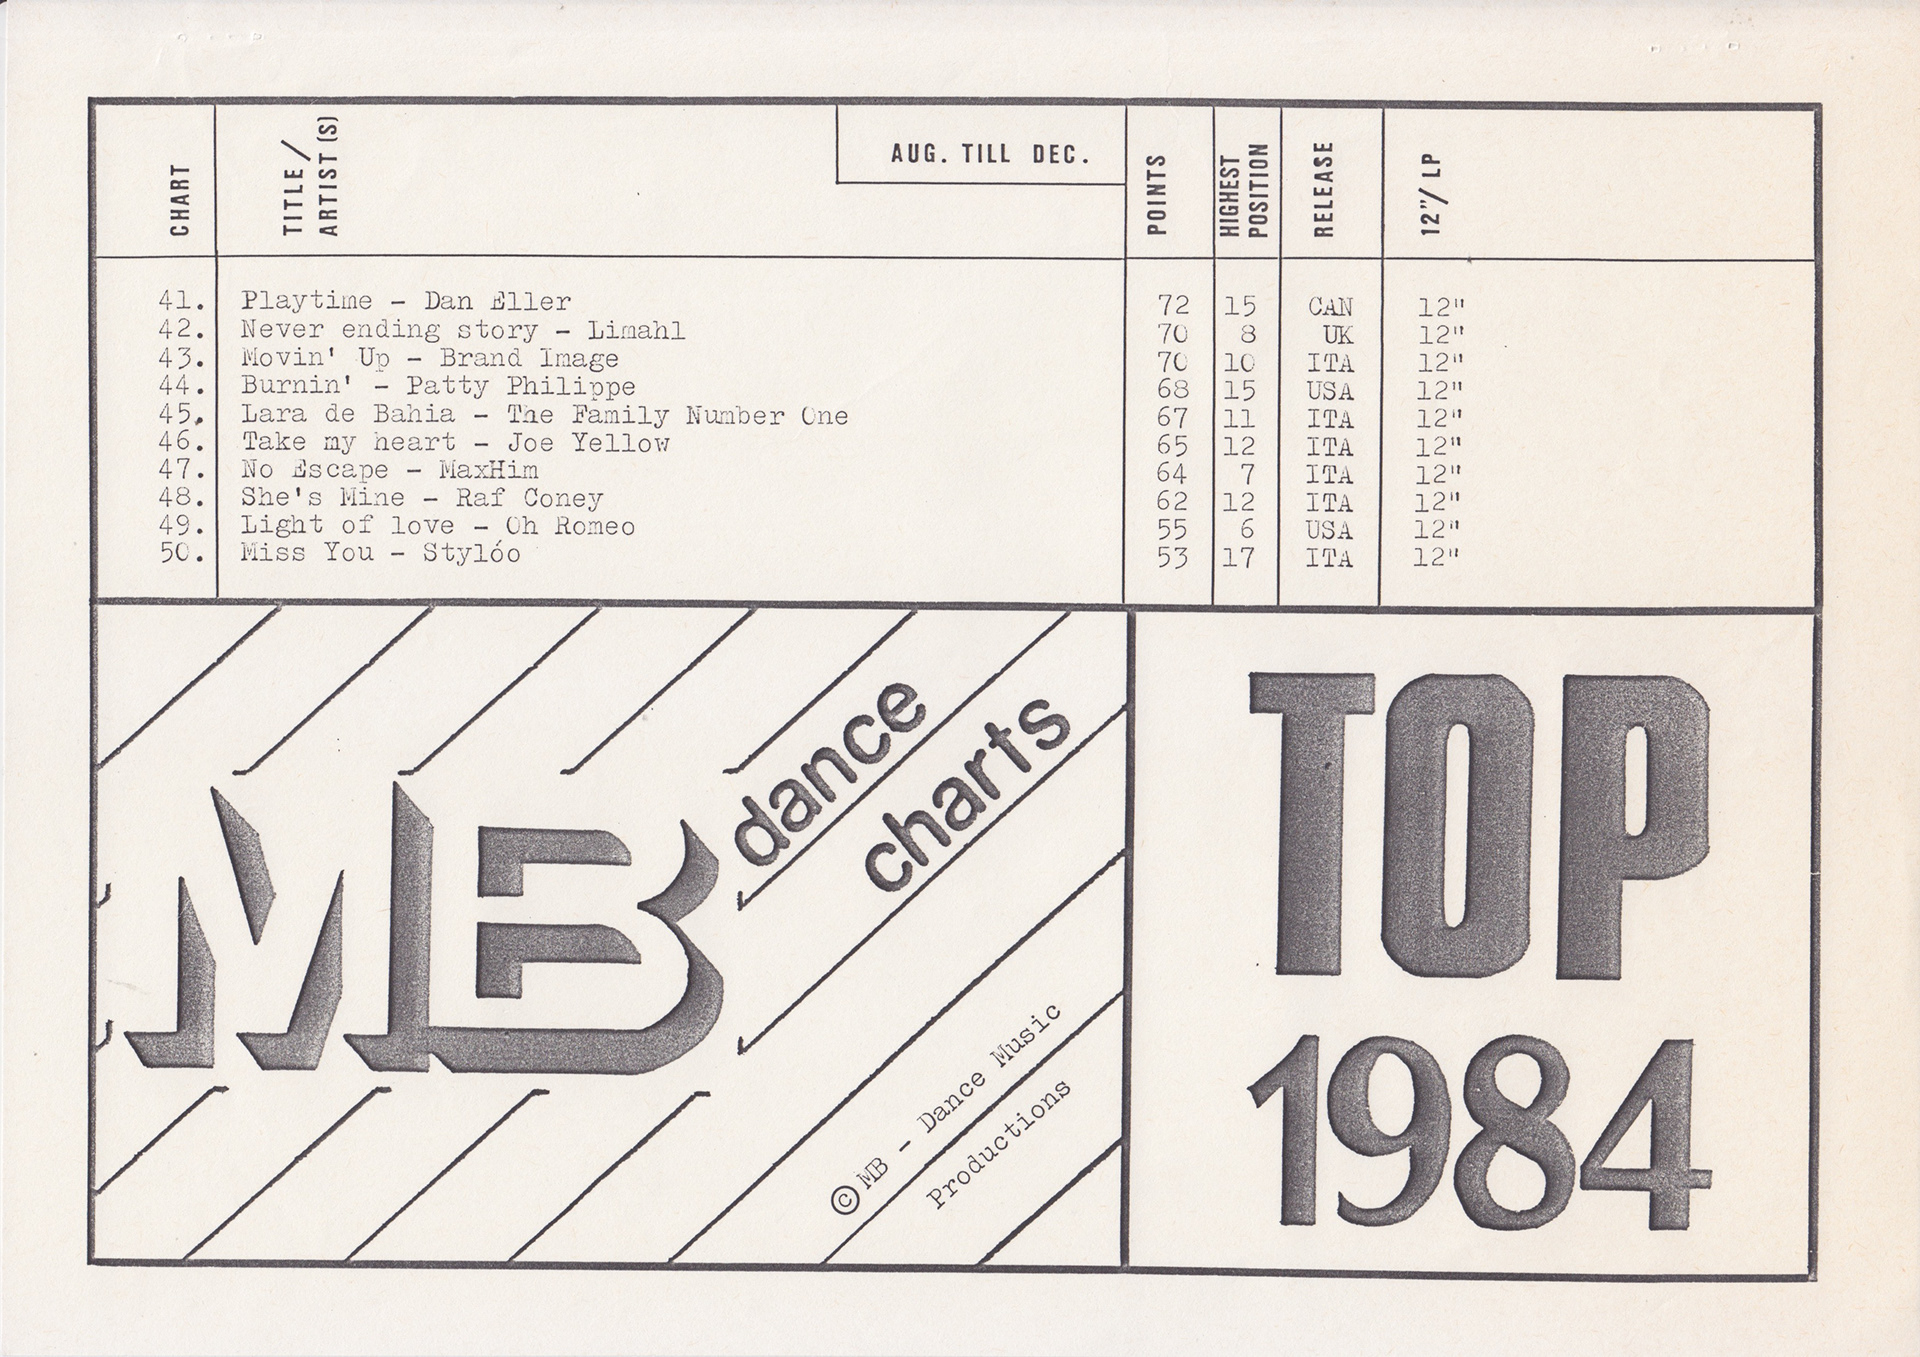 CHART TITLE / ARTIST(S) AUG. TILL DEC. POINTS HIGHEST POSITION RELEASE 12"/ LP
41. Playtime - Dan Eller 72 15 CAN 12"
42. Never ending story - Limahl 70 8 UK 12"
43. Movin' Up - Brand Image 70 10 ITA 12"
44. Burnin' - Patty Philippe 68 15 USA 12"
45. Lara de Bahia - The Family Number One 67 11 ITA 12"
46. Take my heart - Joe Yellow 65 12 ITA 12"
47. No Escape - MaxHim 64 7 ITA 12"
48. She's Mine - Raf Coney 62 12 ITA 12"
49. Light of love - Oh Romeo 55 6 USA 12"
50. Miss You - Stylóo 53 17 ITA 12"
MB
dance
charts
© MB - Dance Music
Productions
TOP
1984